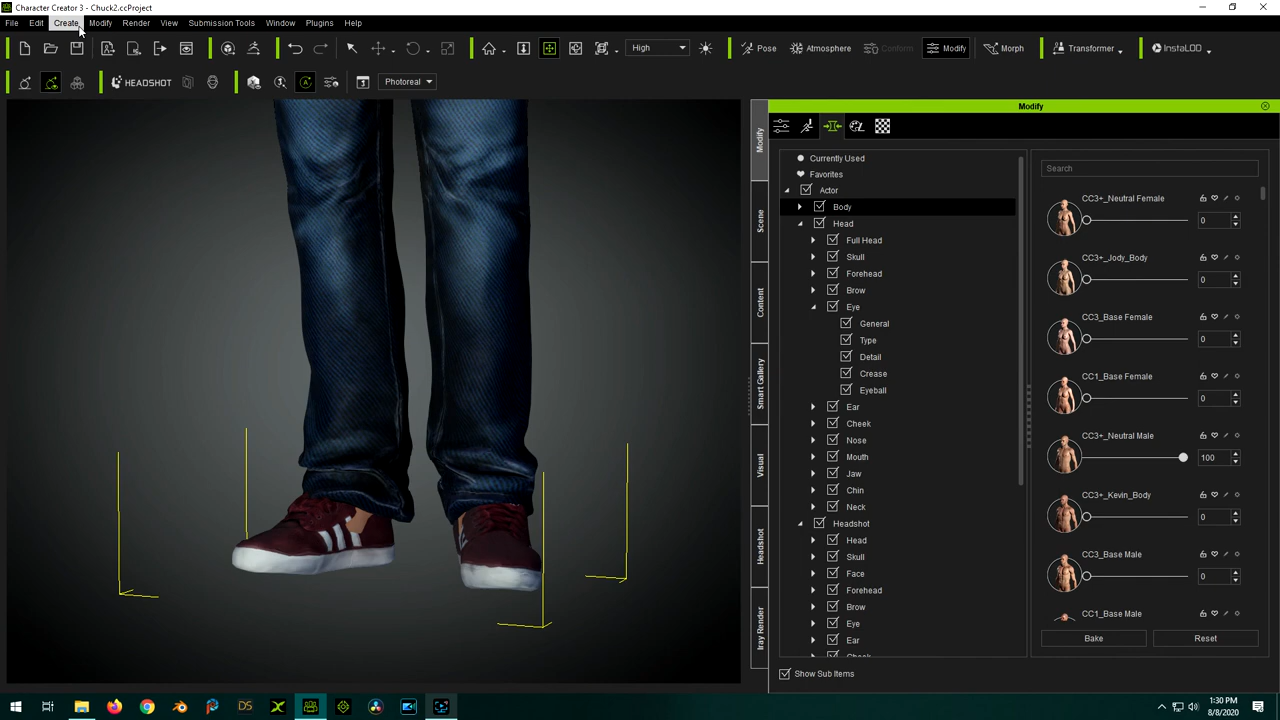 Character Creator 3 - Chuck2.ccProject
File Edit Create Modify Render View Submission Tools Window Plugins Help
High Pose Atmosphere Conform Modify Morph Transformer InstaLOD
HEADSHOT Photoreal
Modify
Modify
Scene
Content
Smart Gallery
Visual
Headshot
Iray Render
Currently Used
Favorites
Actor
Body
Head
Full Head
Skull
Forehead
Brow
Eye
General
Type
Detail
Crease
Eyeball
Ear
Cheek
Nose
Mouth
Jaw
Chin
Neck
Headshot
Head
Skull
Face
Forehead
Brow
Eye
Ear
Cheek
Show Sub Items
Search
CC3+_Neutral Female
0
CC3+_Jody_Body
0
CC3_Base Female
0
CC1_Base Female
0
CC3+_Neutral Male
100
CC3+_Kevin_Body
0
CC3_Base Male
0
CC1_Base Male
Bake Reset
DS
1:30 PM
8/8/2020